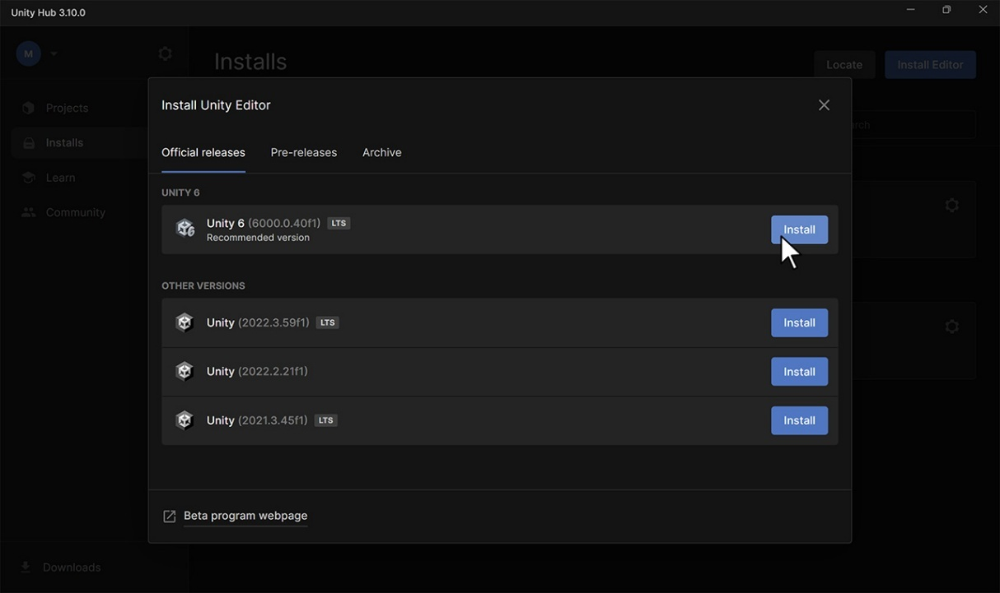 Unity Hub 3.10.0
M
Installs
Locate
Install Editor
Projects
Installs
Learn
Community
Install Unity Editor
Official releases
Pre-releases
Archive
UNITY 6
Unity 6 (6000.0.40f1) LTS
Recommended version
Install
OTHER VERSIONS
Unity (2022.3.59f1) LTS
Install
Unity (2022.2.21f1)
Install
Unity (2021.3.45f1) LTS
Install
Beta program webpage
Downloads